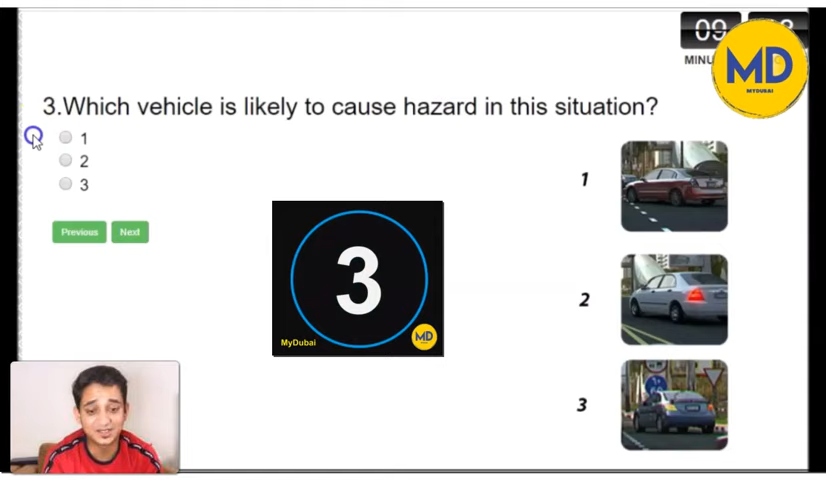 09
MINU
MD
MYDUBAI
3.Which vehicle is likely to cause hazard in this situation?
1
2
3
Previous Next
3
MyDubai
MD
1
2
3